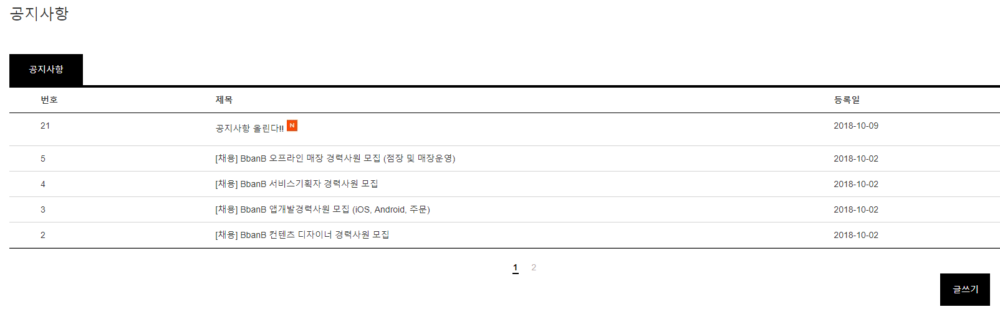 공지사항
공지사항
번호 제목 등록일
21 공지사항 올린다!! N 2018-10-09
5 [채용] BbanB 오프라인 매장 경력사원 모집 (점장 및 매장운영) 2018-10-02
4 [채용] BbanB 서비스기획자 경력사원 모집 2018-10-02
3 [채용] BbanB 앱개발경력사원 모집 (iOS, Android, 주문) 2018-10-02
2 [채용] BbanB 컨텐츠 디자이너 경력사원 모집 2018-10-02
1 2
글쓰기